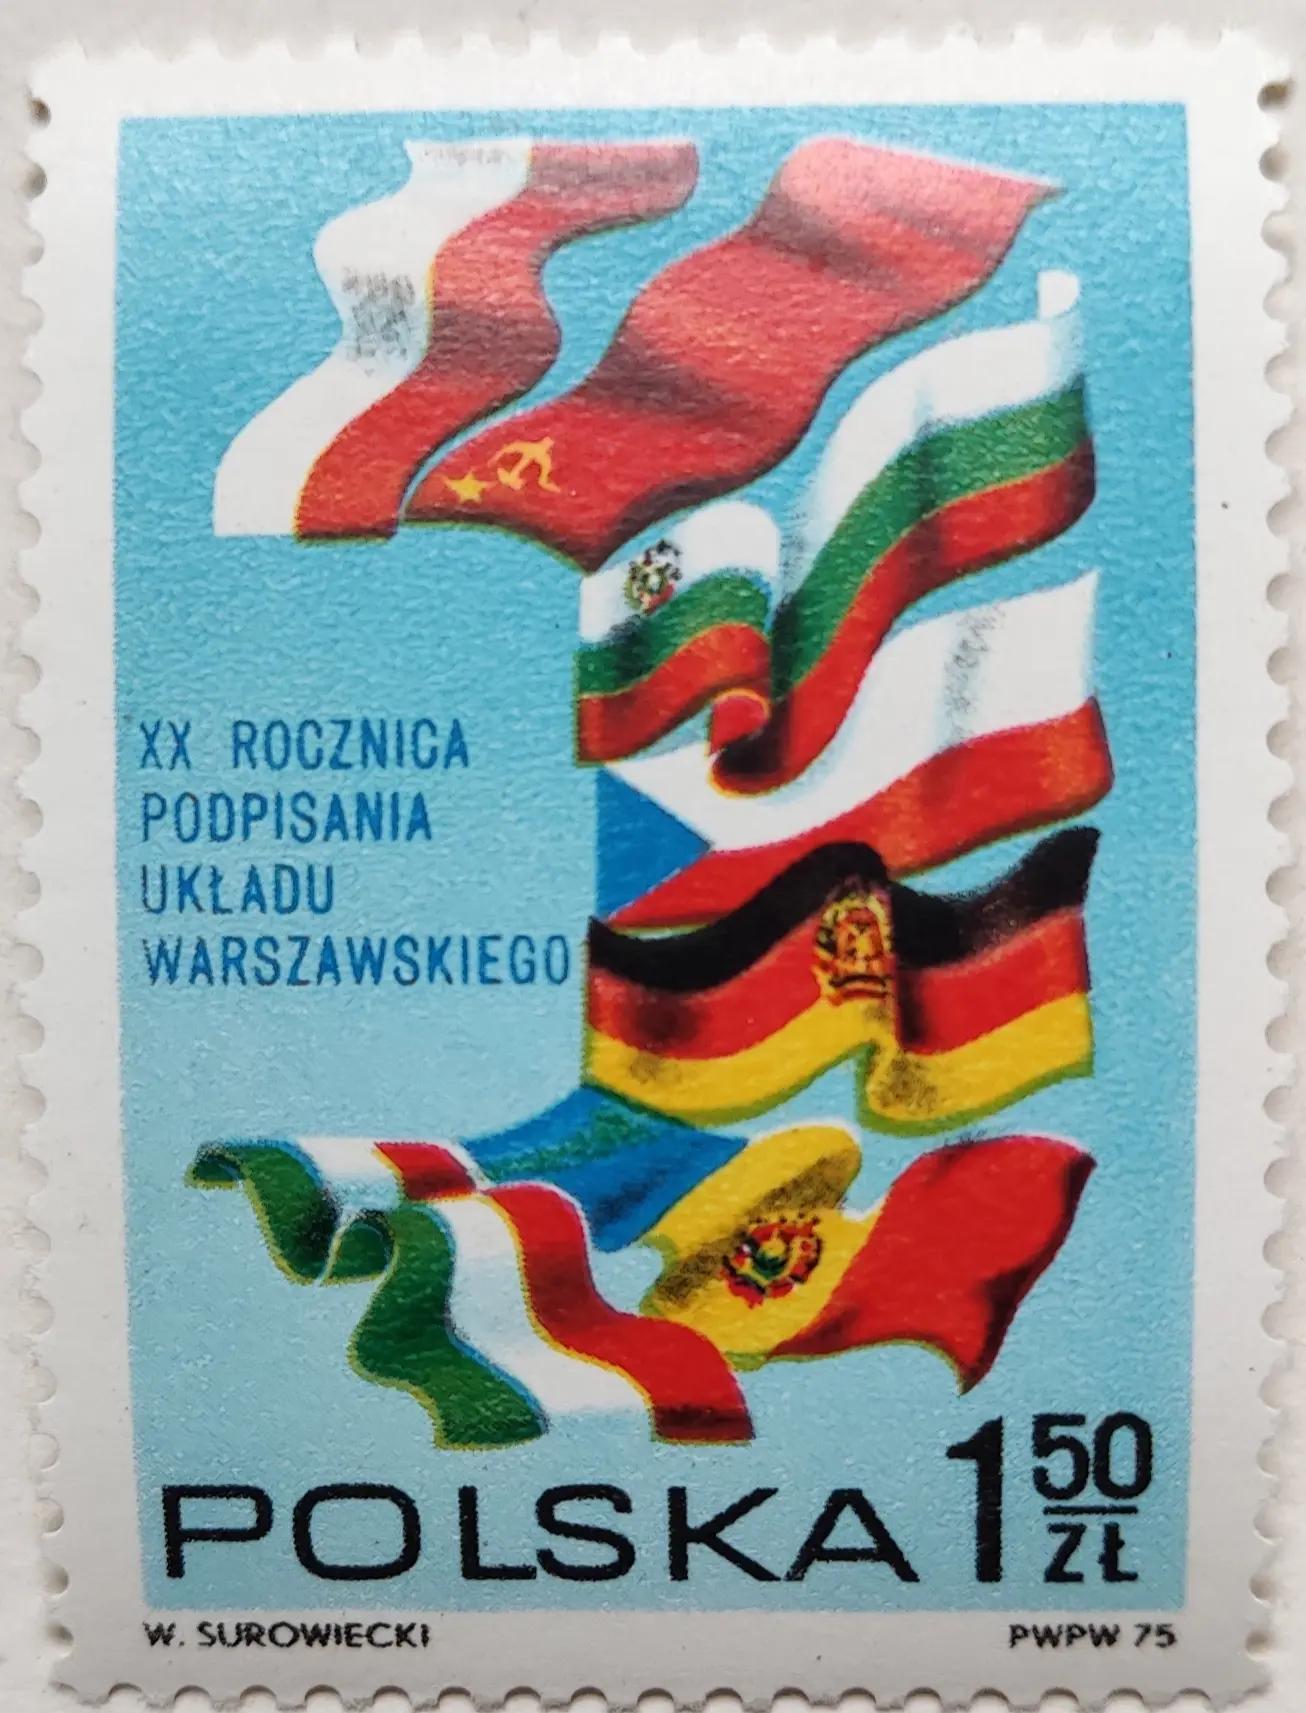 XX ROCZNICA
PODPISANIA
UKŁADU
WARSZAWSKIEGO
POLSKA 1 50 ZŁ
W. SUROWIECKI PWPW 75